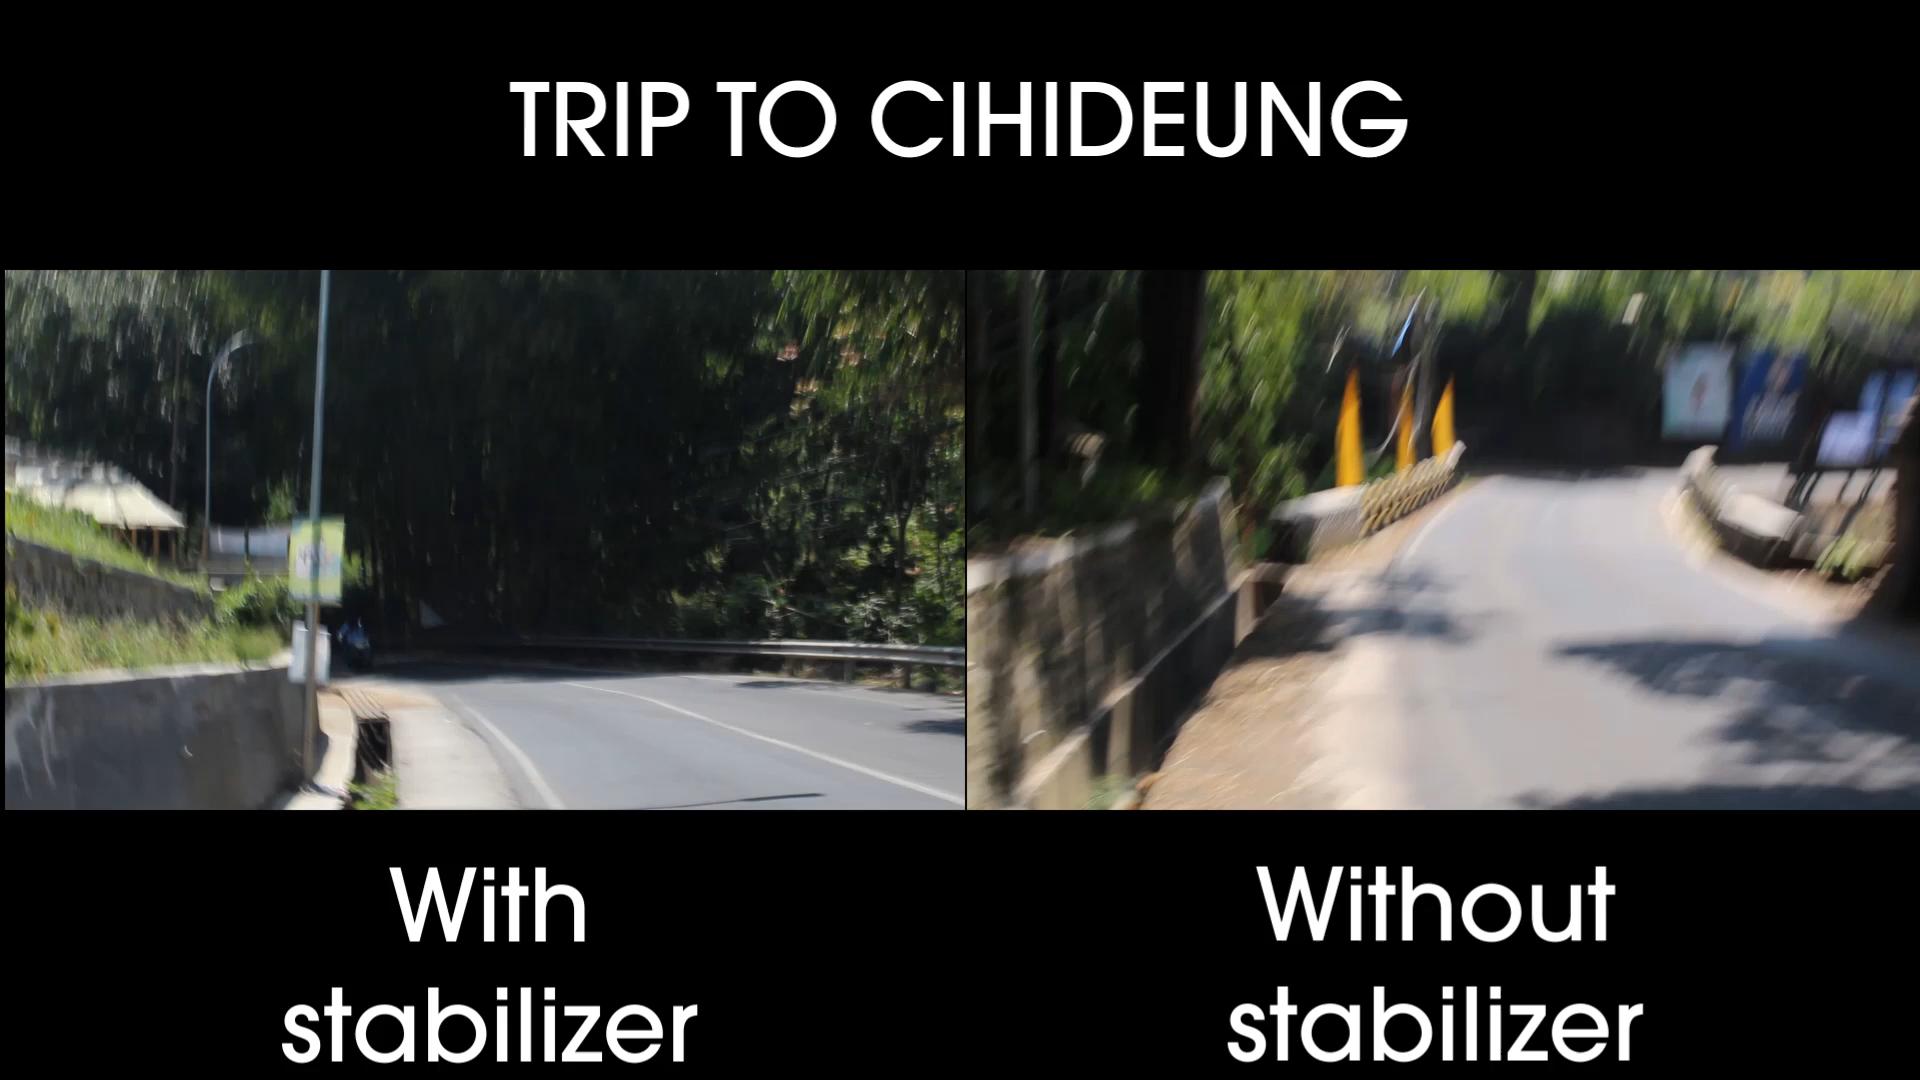 TRIP TO CIHIDEUNG
With
stabilizer
Without
stabilizer